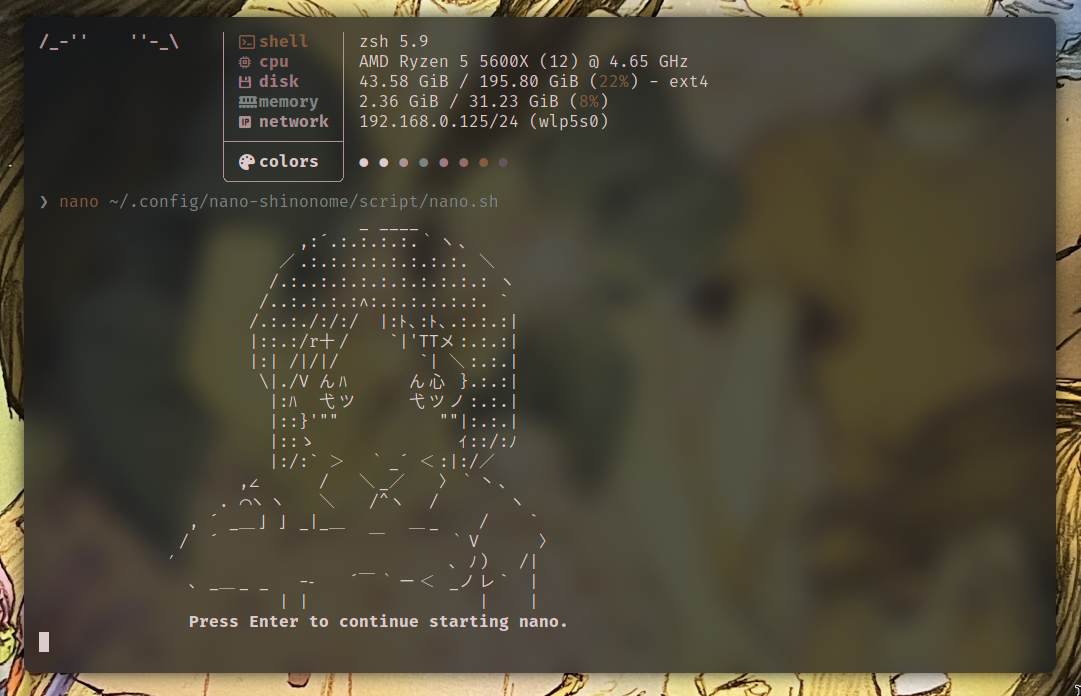 /_-''    ''-_\
shell zsh 5.9
cpu AMD Ryzen 5 5600X (12) @ 4.65 GHz
disk 43.58 GiB / 195.80 GiB (22%) - ext4
memory 2.36 GiB / 31.23 GiB (8%)
network 192.168.0.125/24 (wlp5s0)
colors
❯ nano ~/.config/nano-shinonome/script/nano.sh
Press Enter to continue starting nano.